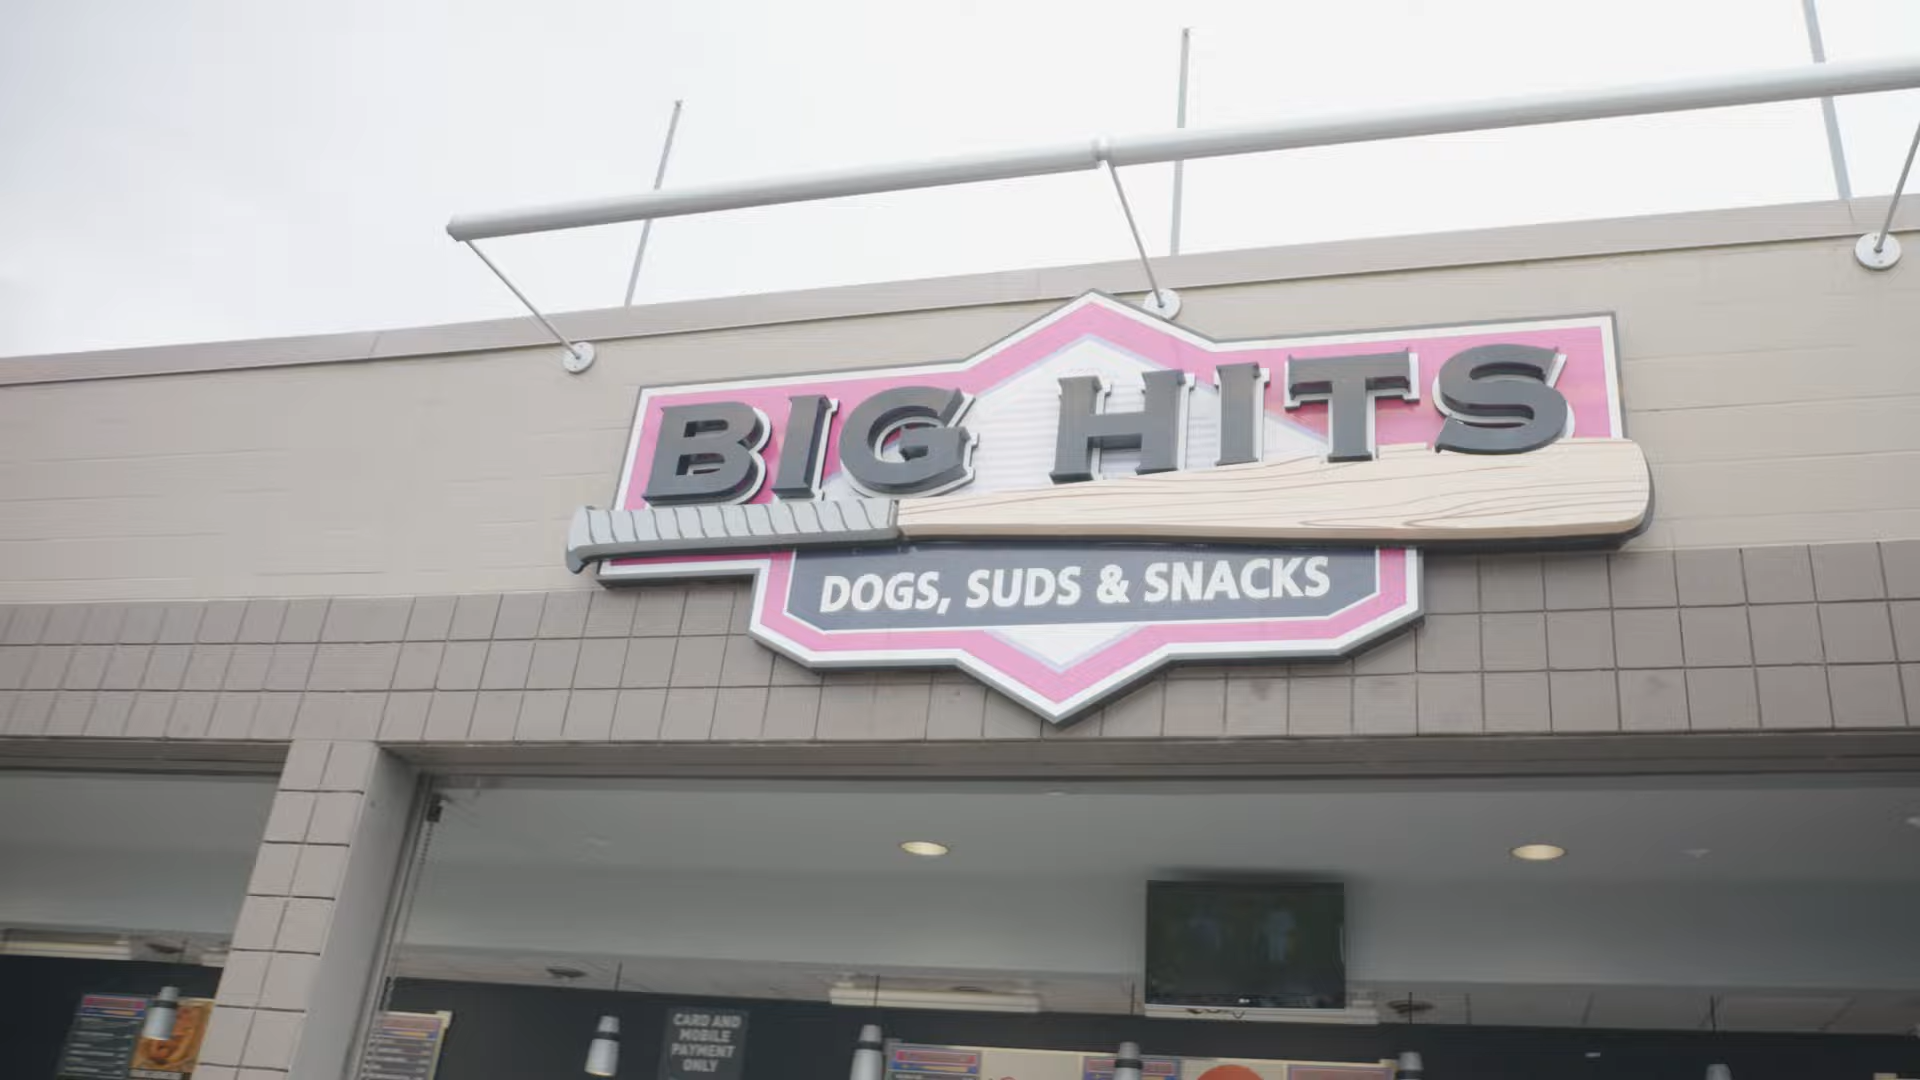 BIG HITS
DOGS, SUDS & SNACKS
CARD AND
MOBILE
PAYMENT
ONLY